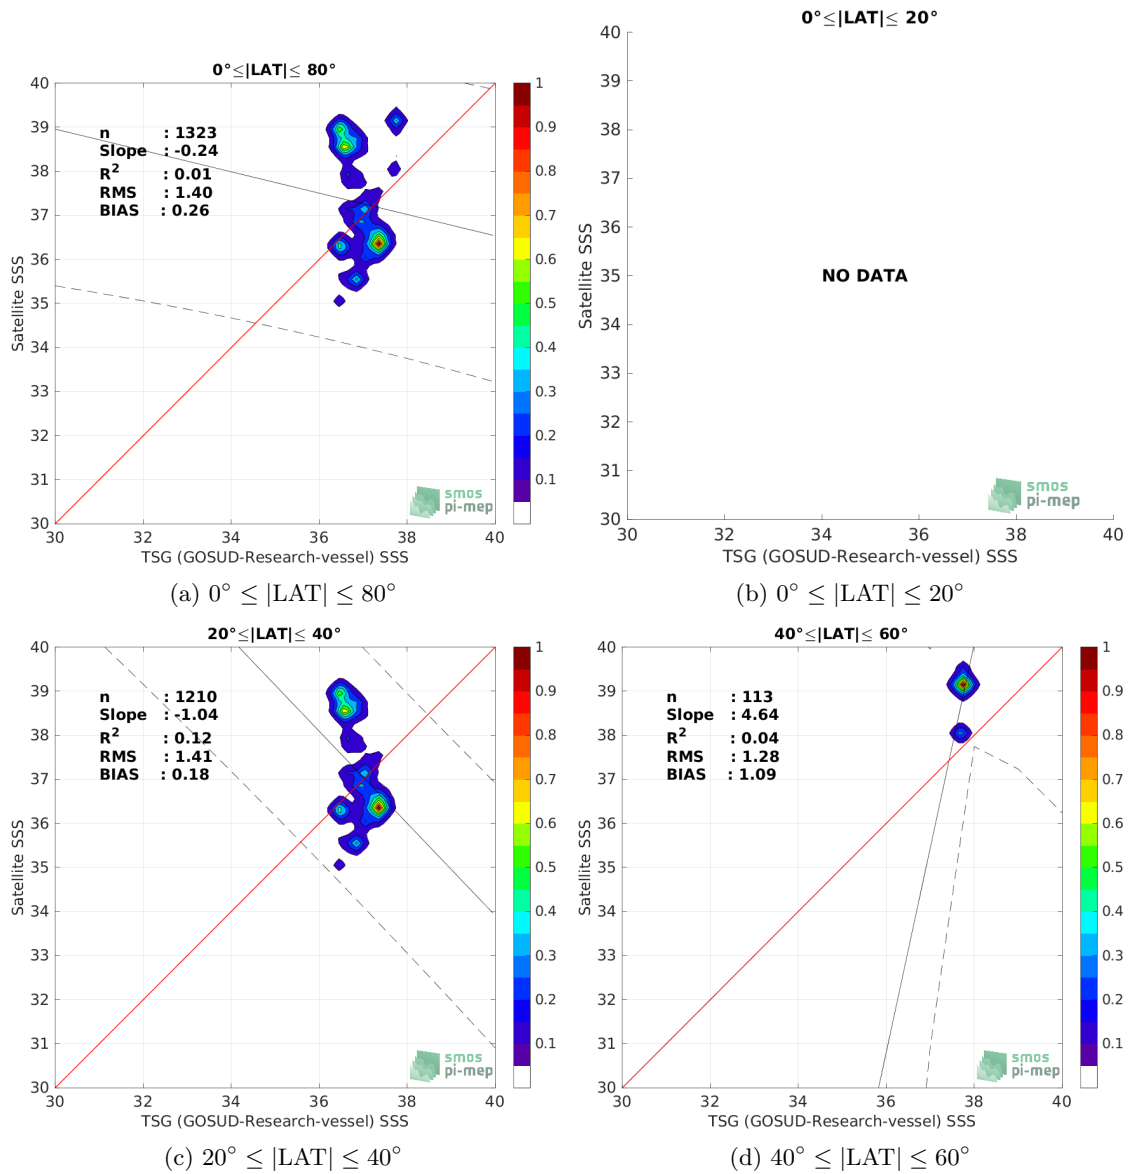 0°≤|LAT|≤ 80°
n : 1323
Slope : -0.24
R² : 0.01
RMS : 1.40
BIAS : 0.26
Satellite SSS
40
39
38
37
36
35
34
33
32
31
30
30 32 34 36 38 40
TSG (GOSUD-Research-vessel) SSS
1
0.9
0.8
0.7
0.6
0.5
0.4
0.3
0.2
0.1
smos
pi-mep
(a) 0° ≤ |LAT| ≤ 80°
0°≤|LAT|≤ 20°
NO DATA
Satellite SSS
40
39
38
37
36
35
34
33
32
31
30
30 32 34 36 38 40
TSG (GOSUD-Research-vessel) SSS
smos
pi-mep
(b) 0° ≤ |LAT| ≤ 20°
20°≤|LAT|≤ 40°
n : 1210
Slope : -1.04
R² : 0.12
RMS : 1.41
BIAS : 0.18
Satellite SSS
40
39
38
37
36
35
34
33
32
31
30
30 32 34 36 38 40
TSG (GOSUD-Research-vessel) SSS
1
0.9
0.8
0.7
0.6
0.5
0.4
0.3
0.2
0.1
smos
pi-mep
(c) 20° ≤ |LAT| ≤ 40°
40°≤|LAT|≤ 60°
n : 113
Slope : 4.64
R² : 0.04
RMS : 1.28
BIAS : 1.09
Satellite SSS
40
39
38
37
36
35
34
33
32
31
30
30 32 34 36 38 40
TSG (GOSUD-Research-vessel) SSS
1
0.9
0.8
0.7
0.6
0.5
0.4
0.3
0.2
0.1
smos
pi-mep
(d) 40° ≤ |LAT| ≤ 60°